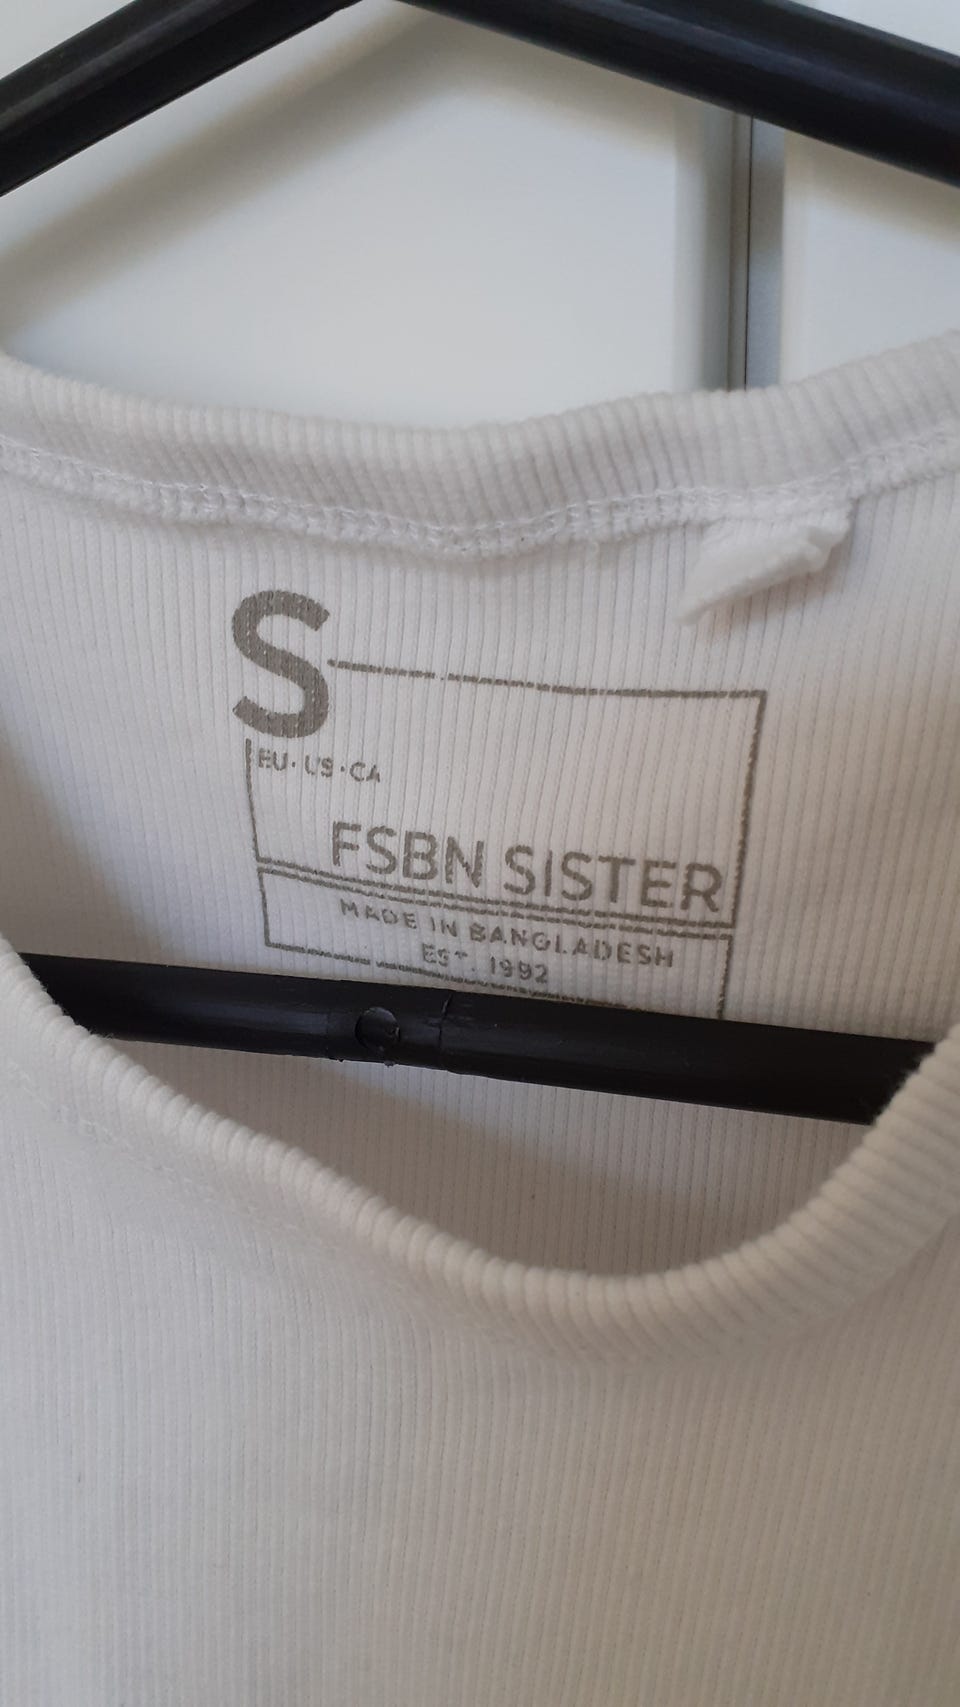 S
EU·US·CA
FSBN SISTER
MADE IN BANGLADESH
EST. 1992